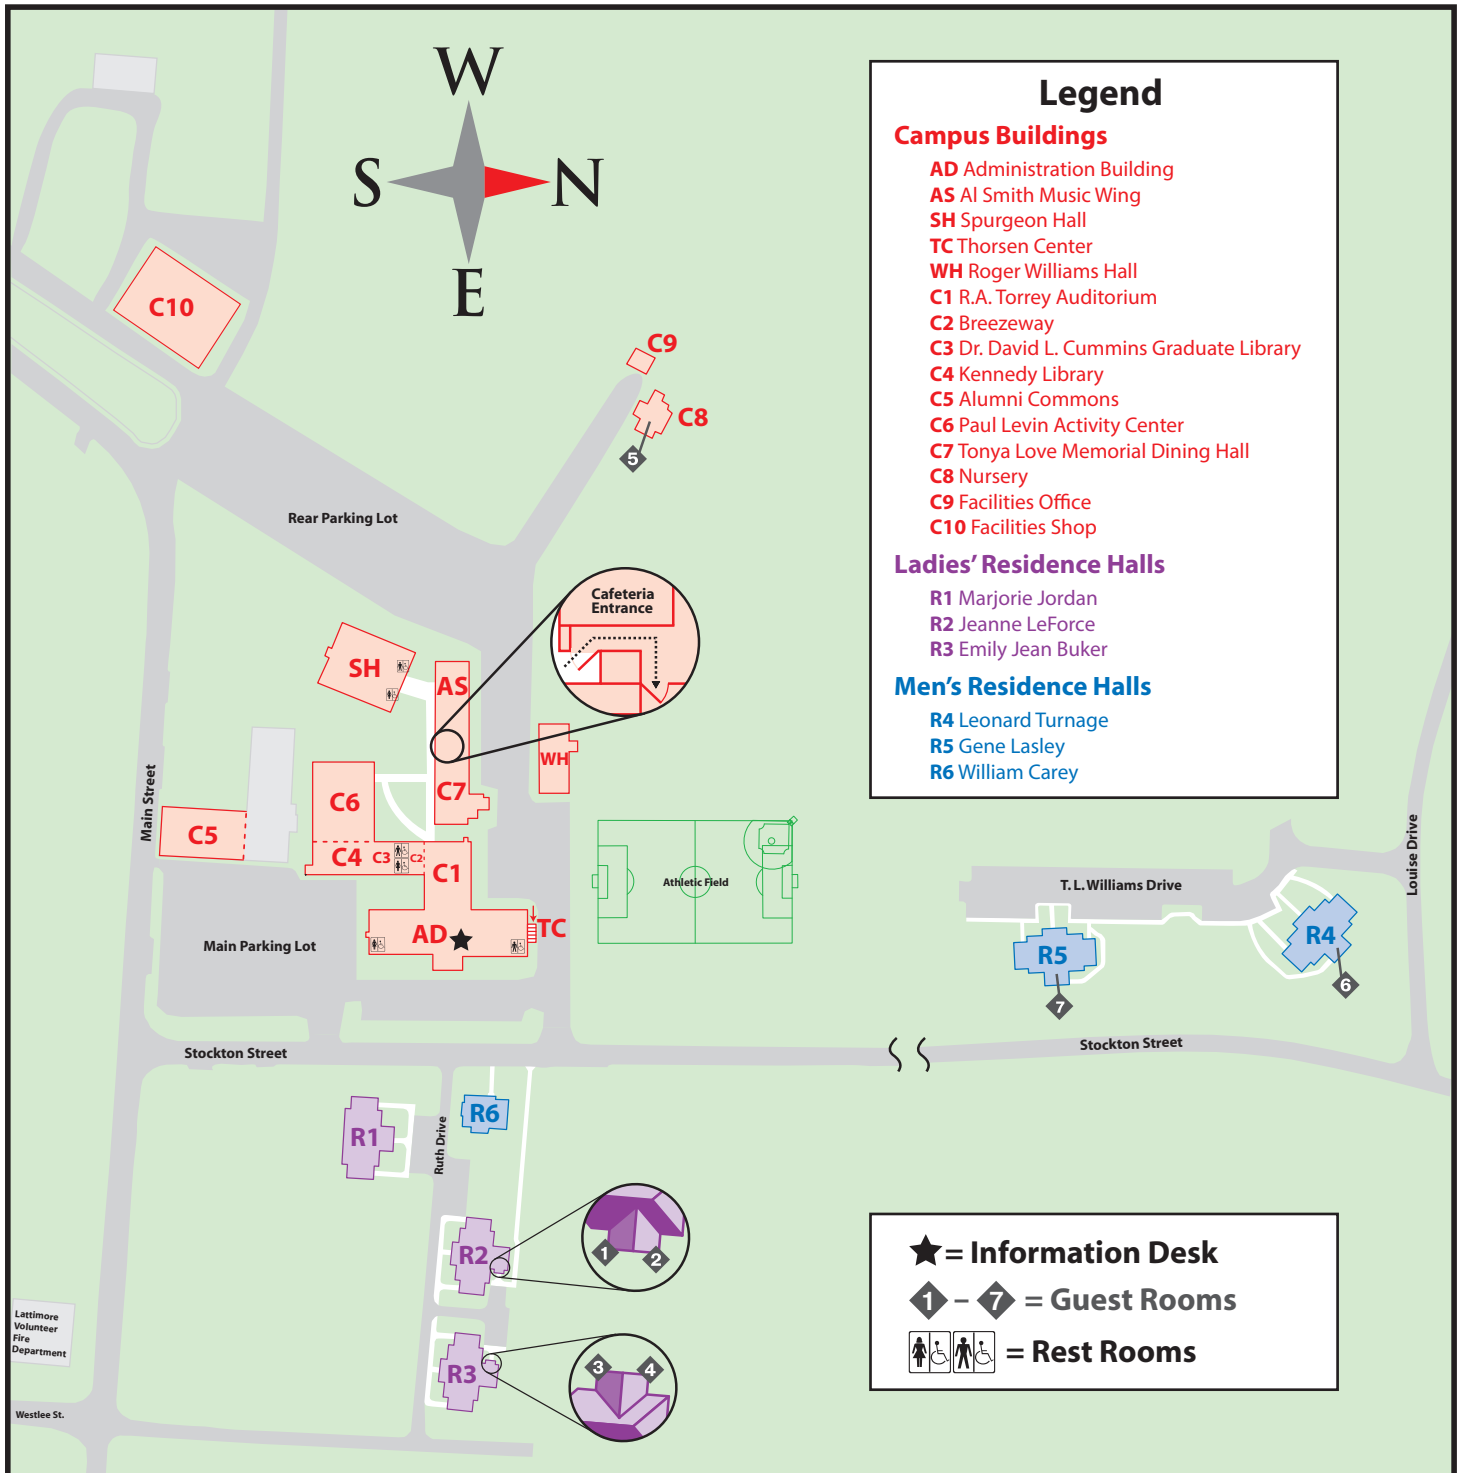 W
S N
E
Legend
Campus Buildings
AD Administration Building
AS Al Smith Music Wing
SH Spurgeon Hall
TC Thorsen Center
WH Roger Williams Hall
C1 R.A. Torrey Auditorium
C2 Breezeway
C3 Dr. David L. Cummins Graduate Library
C4 Kennedy Library
C5 Alumni Commons
C6 Paul Levin Activity Center
C7 Tonya Love Memorial Dining Hall
C8 Nursery
C9 Facilities Office
C10 Facilities Shop
Ladies' Residence Halls
R1 Marjorie Jordan
R2 Jeanne LeForce
R3 Emily Jean Buker
Men's Residence Halls
R4 Leonard Turnage
R5 Gene Lasley
R6 William Carey
C10
C9
C8
5
Rear Parking Lot
Cafeteria
Entrance
SH
AS
WH
Main Street
C7
C6
C5
C4
C3
C2
C1
Athletic Field
T. L. Williams Drive
Louise Drive
Main Parking Lot
AD
TC
R5
R4
7
6
Stockton Street
Stockton Street
R1
Ruth Drive
R6
R2
1
2
R3
3
4
Lattimore
Volunteer
Fire
Department
Westlee St.
= Information Desk
1 – 7 = Guest Rooms
= Rest Rooms